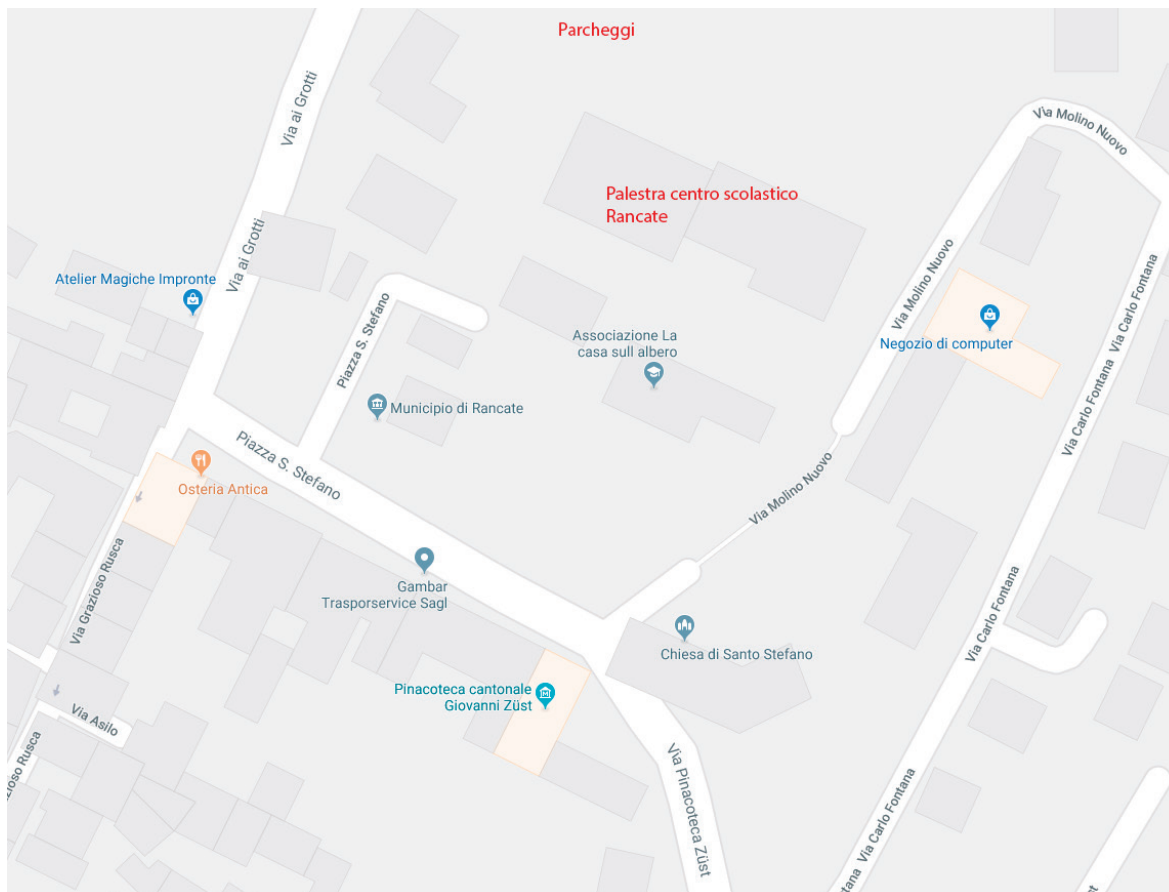 Parcheggi
Via ai Grotti
Via Molino Nuovo
Palestra centro scolastico
Rancate
Via ai Grotti
Via Molino Nuovo
Via Carlo Fontana
Via Carlo Fontana
Atelier Magiche Impronte
Piazza S. Stefano
Associazione La
casa sull albero
Negozio di computer
Municipio di Rancate
Via Carlo Fontana
Piazza S. Stefano
Osteria Antica
Via Molino Nuovo
Via Grazioso Rusca
Gambar
Trasporservice Sagl
Via Carlo Fontana
Chiesa di Santo Stefano
Pinacoteca cantonale
Giovanni Züst
Via Asilo
zioso Rusca
Via Pinacoteca Züst
Via Carlo Fontana
ntana